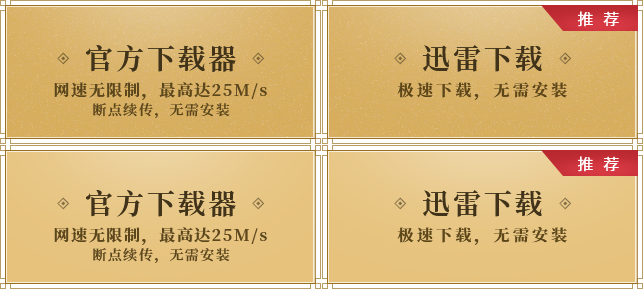 官方下载器
网速无限制，最高达25M/s
断点续传，无需安装
推荐
迅雷下载
极速下载，无需安装
官方下载器
网速无限制，最高达25M/s
断点续传，无需安装
推荐
迅雷下载
极速下载，无需安装